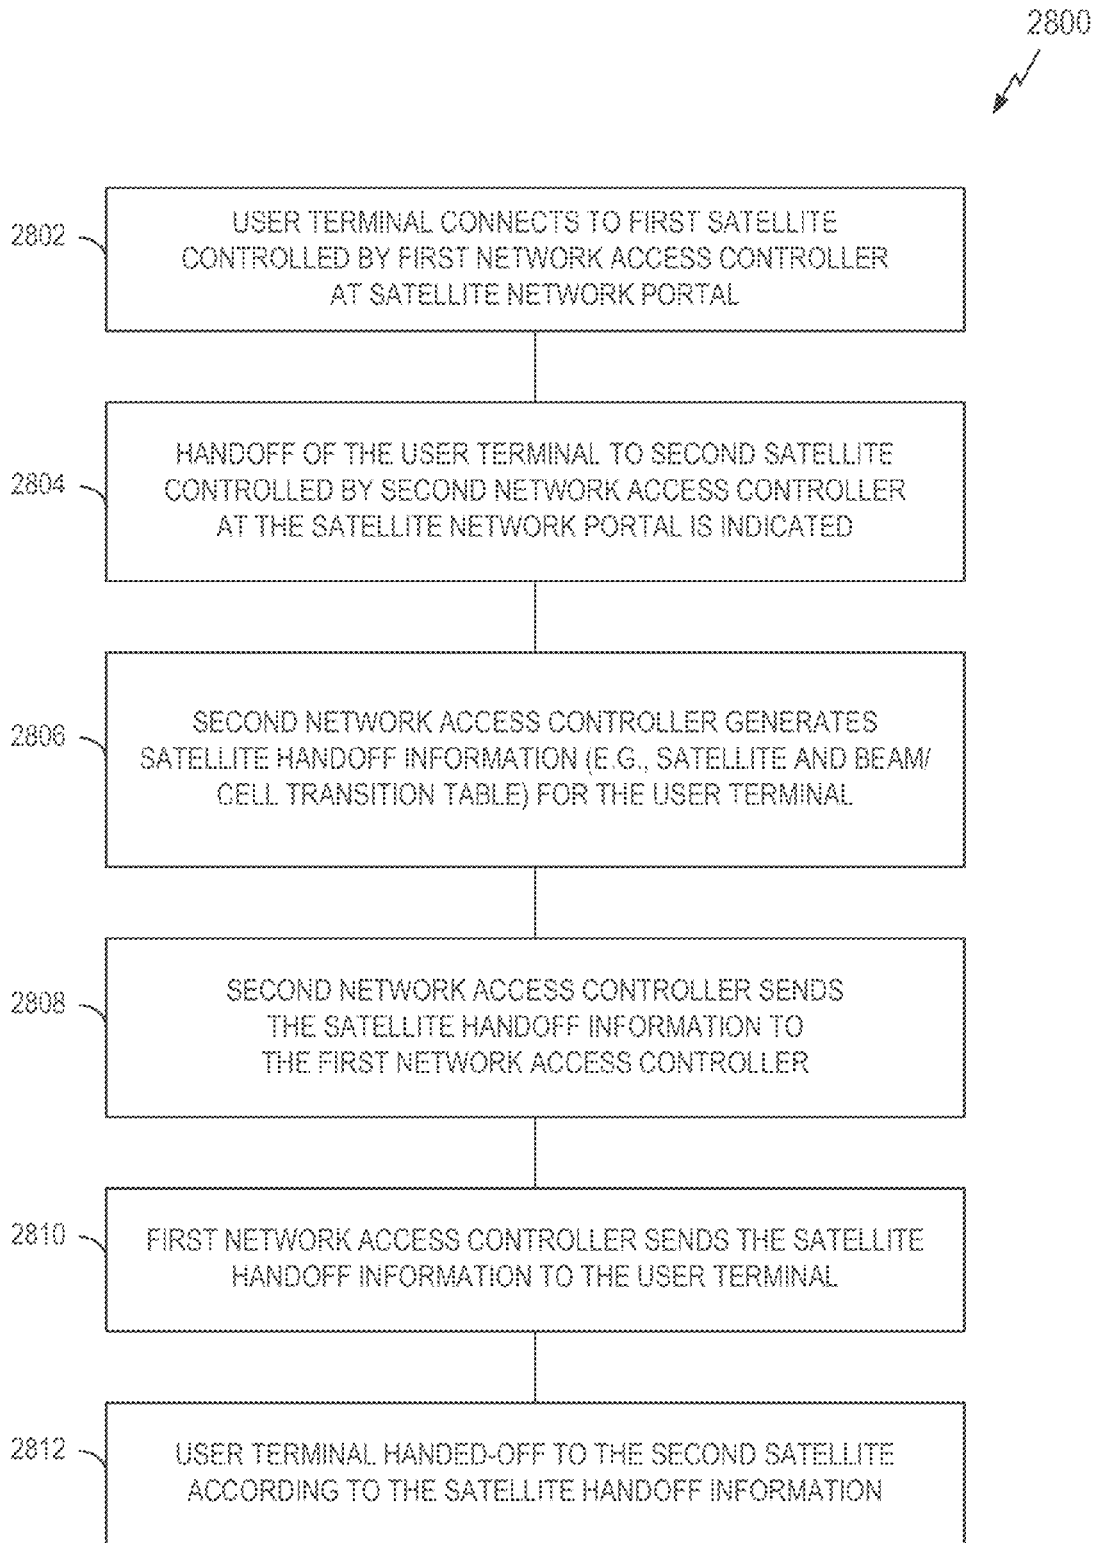 2800
2802
USER TERMINAL CONNECTS TO FIRST SATELLITE
CONTROLLED BY FIRST NETWORK ACCESS CONTROLLER
AT SATELLITE NETWORK PORTAL
2804
HANDOFF OF THE USER TERMINAL TO SECOND SATELLITE
CONTROLLED BY SECOND NETWORK ACCESS CONTROLLER
AT THE SATELLITE NETWORK PORTAL IS INDICATED
2806
SECOND NETWORK ACCESS CONTROLLER GENERATES
SATELLITE HANDOFF INFORMATION (E.G., SATELLITE AND BEAM/
CELL TRANSITION TABLE) FOR THE USER TERMINAL
2808
SECOND NETWORK ACCESS CONTROLLER SENDS
THE SATELLITE HANDOFF INFORMATION TO
THE FIRST NETWORK ACCESS CONTROLLER
2810
FIRST NETWORK ACCESS CONTROLLER SENDS THE SATELLITE
HANDOFF INFORMATION TO THE USER TERMINAL
2812
USER TERMINAL HANDED-OFF TO THE SECOND SATELLITE
ACCORDING TO THE SATELLITE HANDOFF INFORMATION